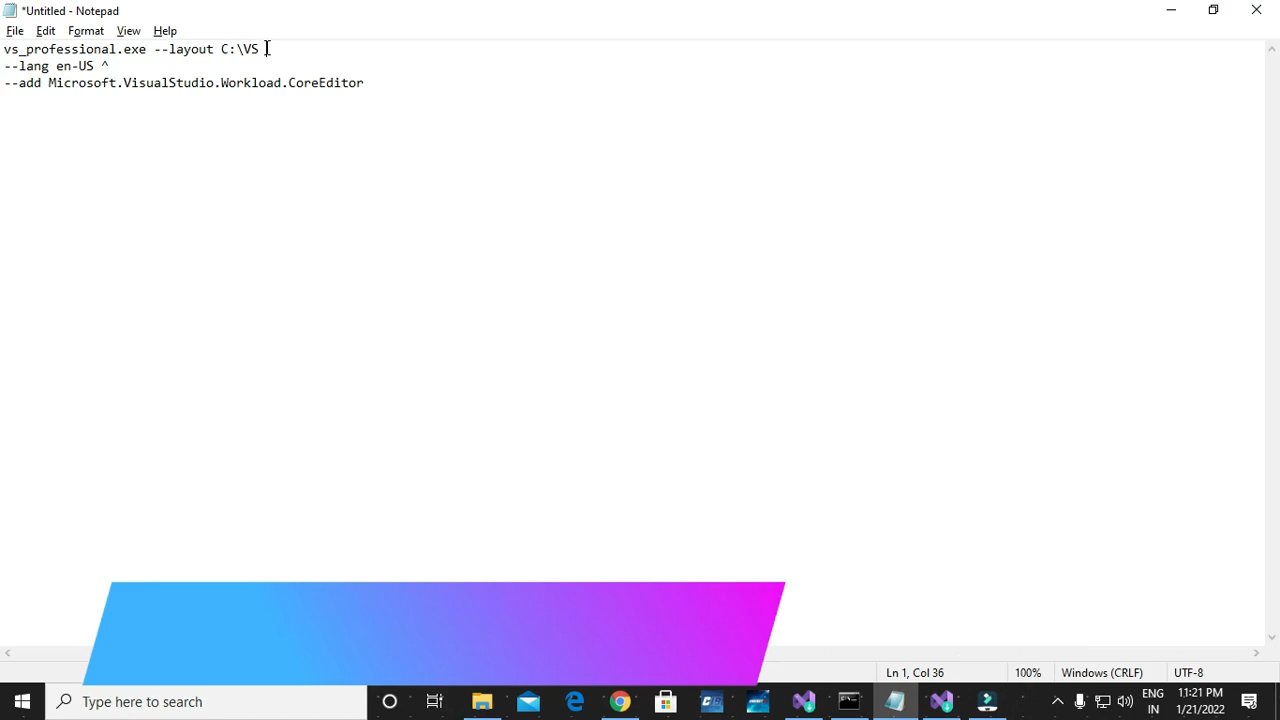 *Untitled - Notepad
File Edit Format View Help
vs_professional.exe --layout C:\VS
--lang en-US ^
--add Microsoft.VisualStudio.Workload.CoreEditor
Ln 1, Col 36 100% Windows (CRLF) UTF-8
Type here to search
ENG 11:21 PM
IN 1/21/2022